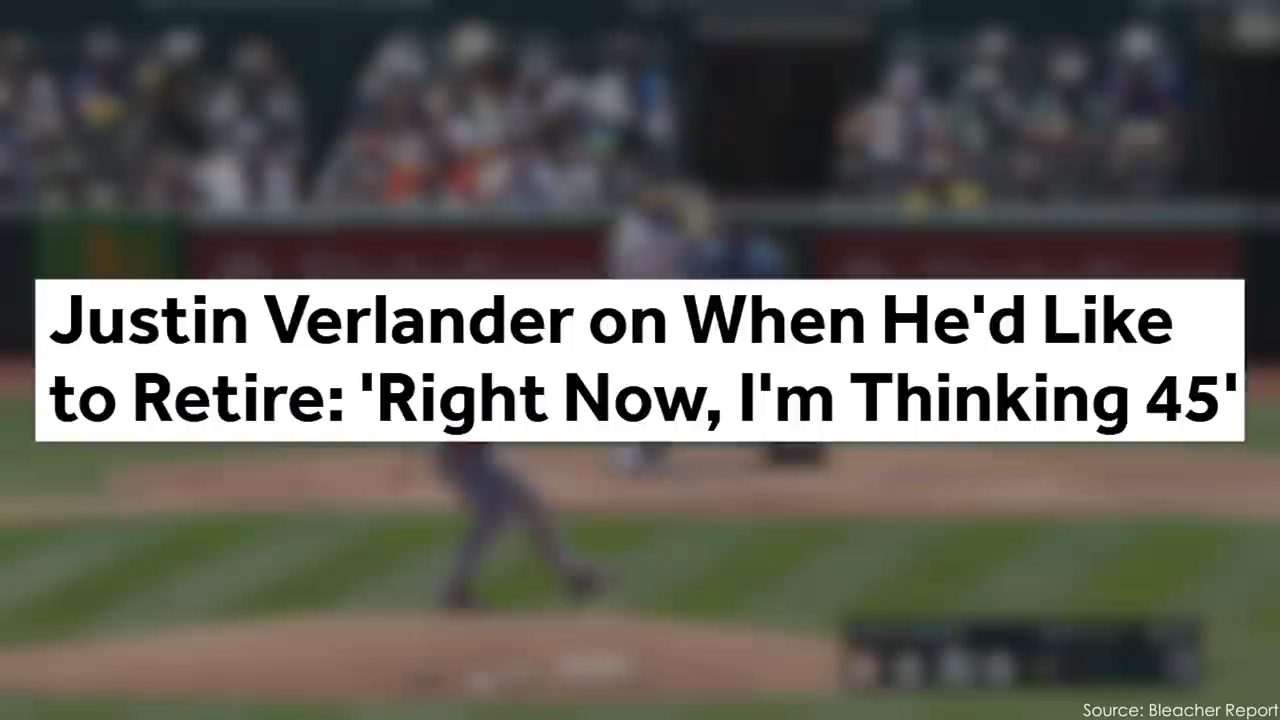 Justin Verlander on When He'd Like
to Retire: 'Right Now, I'm Thinking 45'
Source: Bleacher Report